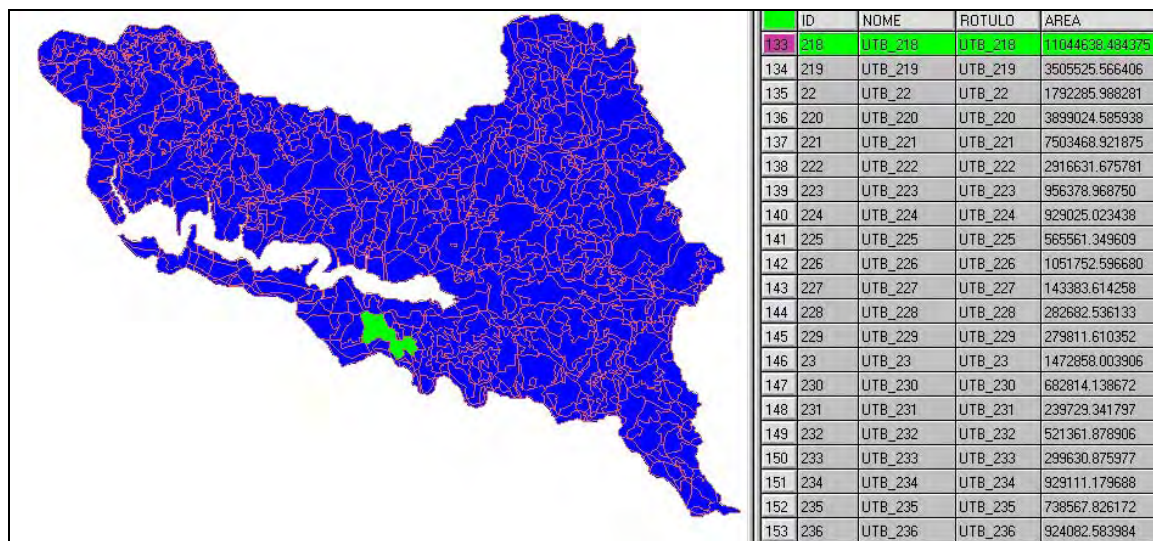 ID NOME ROTULO AREA
133 218 UTB_218 UTB_218 11044638.484375
134 219 UTB_219 UTB_219 3505525.566406
135 22 UTB_22 UTB_22 1792285.988281
136 220 UTB_220 UTB_220 3899024.585938
137 221 UTB_221 UTB_221 7503468.921875
138 222 UTB_222 UTB_222 2916631.675781
139 223 UTB_223 UTB_223 956378.968750
140 224 UTB_224 UTB_224 929025.023438
141 225 UTB_225 UTB_225 565561.349609
142 226 UTB_226 UTB_226 1051752.596680
143 227 UTB_227 UTB_227 143383.614258
144 228 UTB_228 UTB_228 282682.536133
145 229 UTB_229 UTB_229 279811.610352
146 23 UTB_23 UTB_23 1472858.003906
147 230 UTB_230 UTB_230 682814.138672
148 231 UTB_231 UTB_231 239729.341797
149 232 UTB_232 UTB_232 521361.878906
150 233 UTB_233 UTB_233 299630.875977
151 234 UTB_234 UTB_234 929111.179688
152 235 UTB_235 UTB_235 738567.826172
153 236 UTB_236 UTB_236 924082.583984